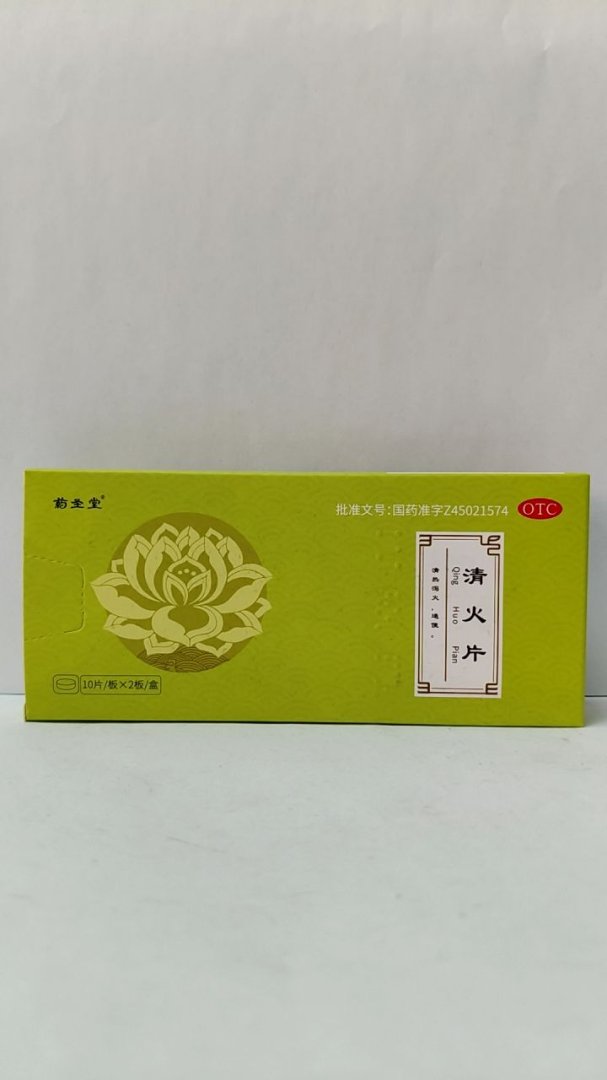 药圣堂®
批准文号：国药准字Z45021574
OTC
清火片
Qing Huo Pian
清热泻火，通便。
10片/板×2板/盒